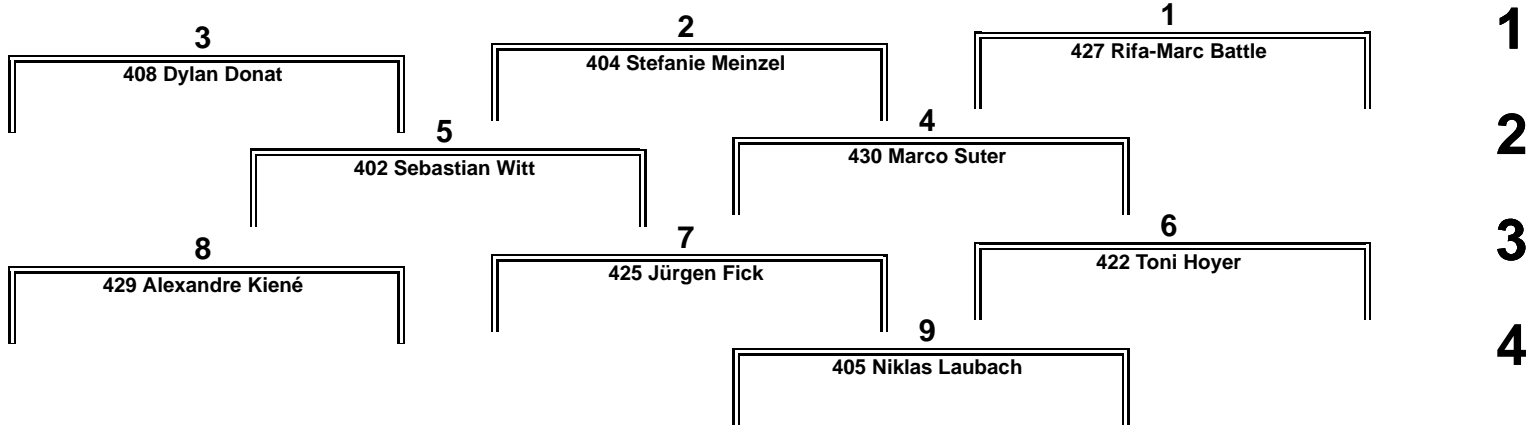 3 2 1 1
408 Dylan Donat 404 Stefanie Meinzel 427 Rifa-Marc Battle
5 4 2
402 Sebastian Witt 430 Marco Suter
8 7 6 3
429 Alexandre Kiené 425 Jürgen Fick 422 Toni Hoyer
9 4
405 Niklas Laubach